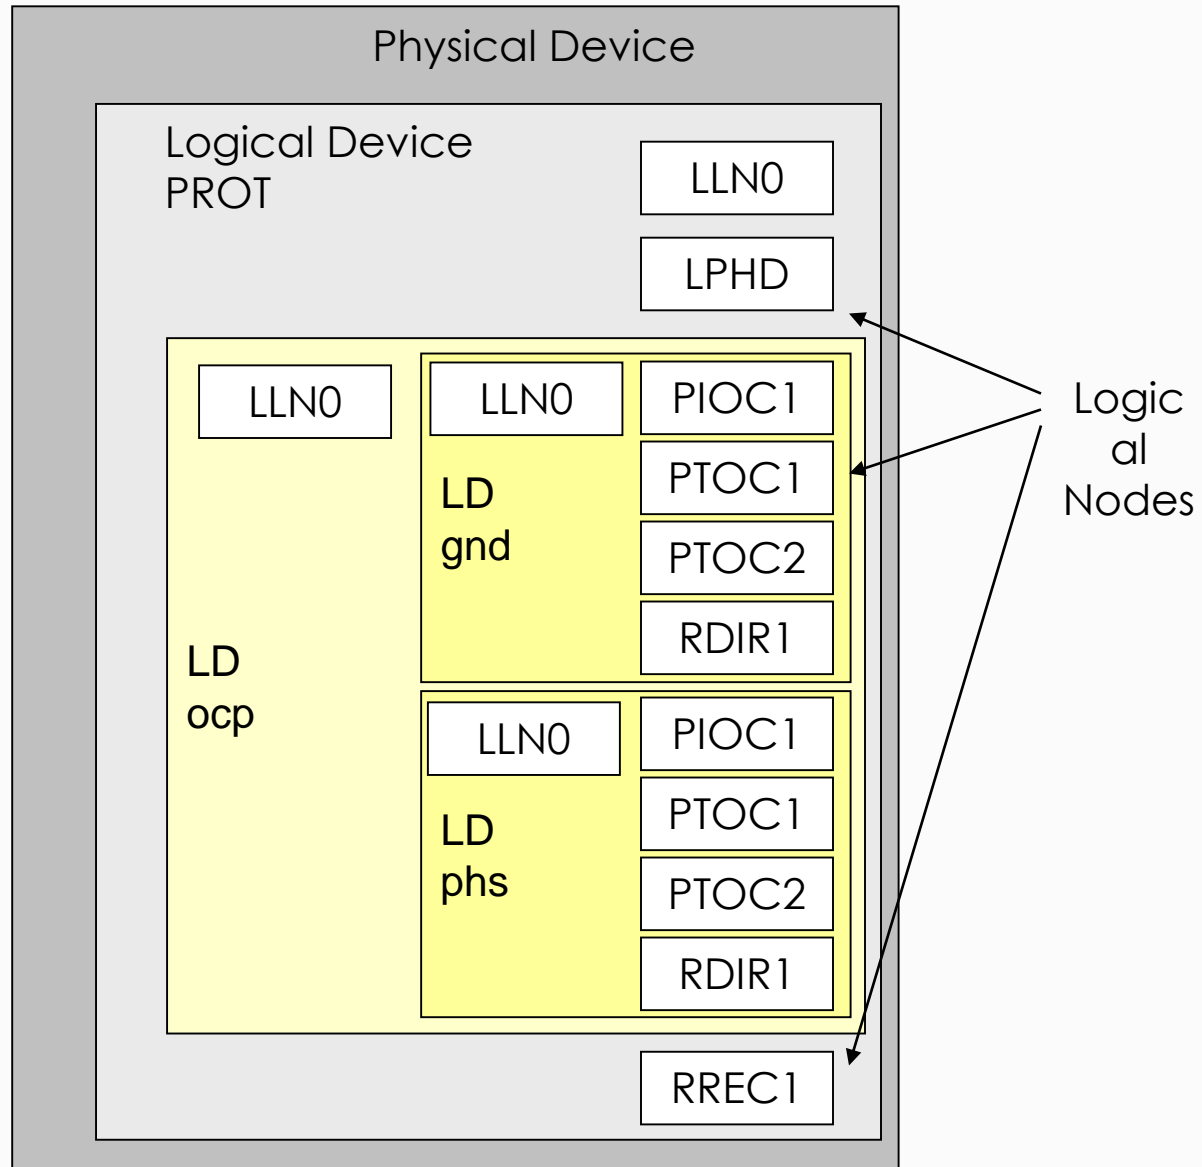 Physical Device
Logical Device
PROT
LLN0
LPHD
LLN0
LLN0
LD
gnd
PIOC1
PTOC1
PTOC2
RDIR1
LD
ocp
LLN0
LD
phs
PIOC1
PTOC1
PTOC2
RDIR1
RREC1
Logic
al
Nodes